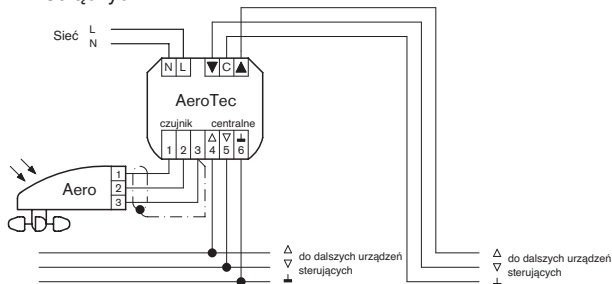 Sieć L
N
N L ▼ C ▲
AeroTec
czujnik centralne
△ ▽ ⏊
1 2 3 4 5 6
Aero
1
2
3
△ do dalszych urządzeń
▽ sterujących
⏊
△ do dalszych urządzeń
▽ sterujących
⊥